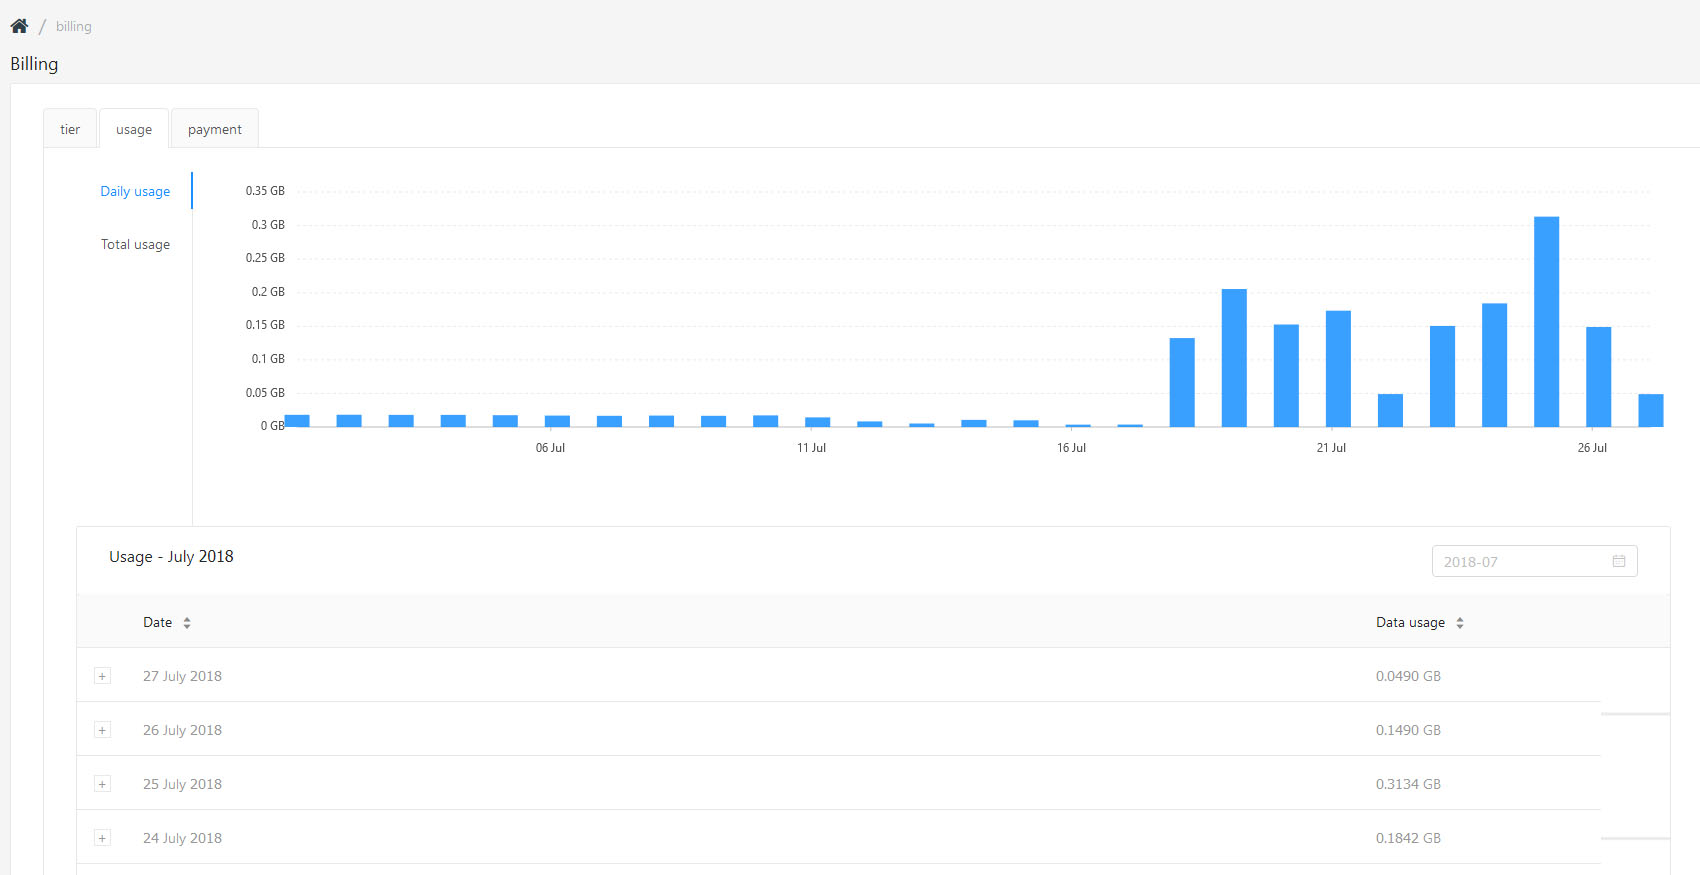 / billing
Billing
tier usage payment
Daily usage
Total usage
0.35 GB
0.3 GB
0.25 GB
0.2 GB
0.15 GB
0.1 GB
0.05 GB
0 GB
06 Jul 11 Jul 16 Jul 21 Jul 26 Jul
Usage - July 2018
2018-07
Date Data usage
+ 27 July 2018 0.0490 GB
+ 26 July 2018 0.1490 GB
+ 25 July 2018 0.3134 GB
+ 24 July 2018 0.1842 GB